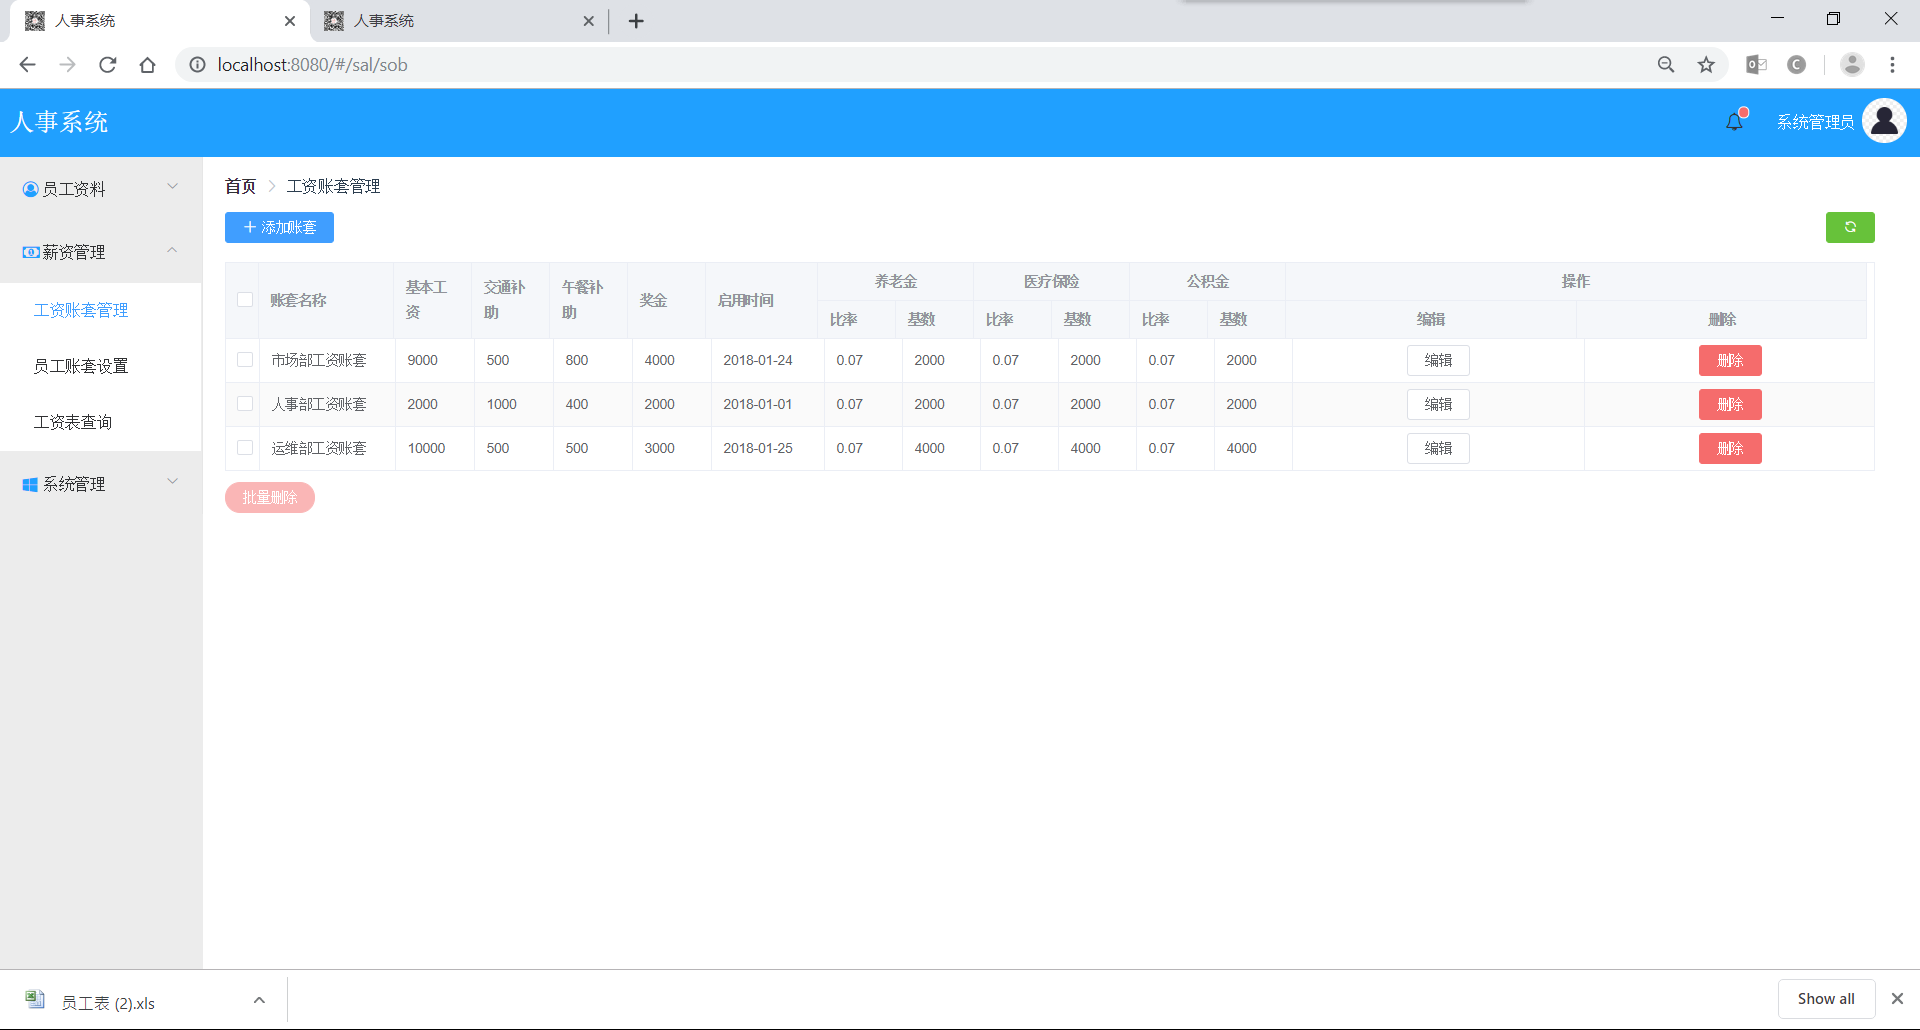 人事系统
人事系统
localhost:8080/#/sal/sob
人事系统
系统管理员
员工资料
薪资管理
工资账套管理
员工账套设置
工资表查询
系统管理
首页 工资账套管理
添加账套
账套名称 基本工资 交通补助 午餐补助 奖金 启用时间 养老金 医疗保险 公积金 操作
比率 基数 比率 基数 比率 基数 编辑 删除
市场部工资账套 9000 500 800 4000 2018-01-24 0.07 2000 0.07 2000 0.07 2000 编辑 删除
人事部工资账套 2000 1000 400 2000 2018-01-01 0.07 2000 0.07 2000 0.07 2000 编辑 删除
运维部工资账套 10000 500 500 3000 2018-01-25 0.07 4000 0.07 4000 0.07 4000 编辑 删除
批量删除
员工表 (2).xls
Show all